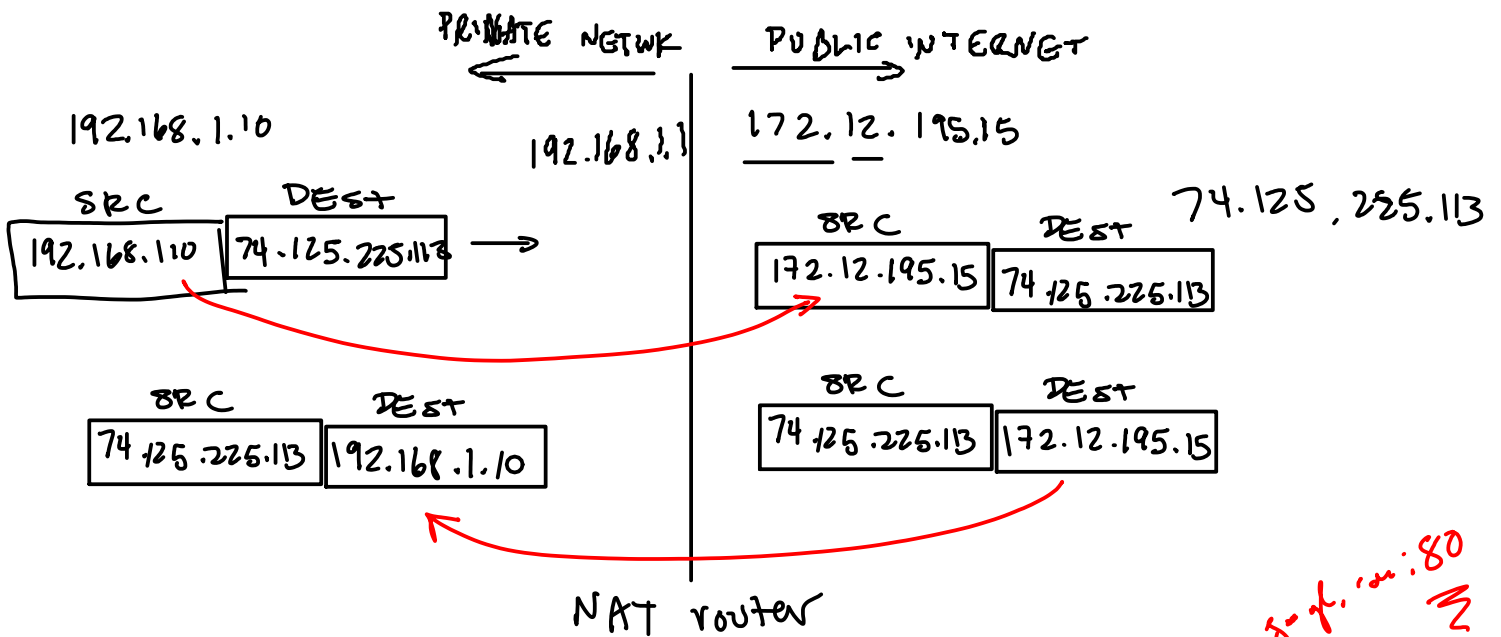 PRIVATE NETWK
PUBLIC INTERNET
192.168.1.10
192.168.1.1
172.12.195.15
74.125.225.113
SRC DEST
192.168.1.10 74.125.225.113
SRC DEST
172.12.195.15 74.125.225.113
SRC DEST
74.125.225.113 192.168.1.10
SRC DEST
74.125.225.113 172.12.195.15
NAT router
:80